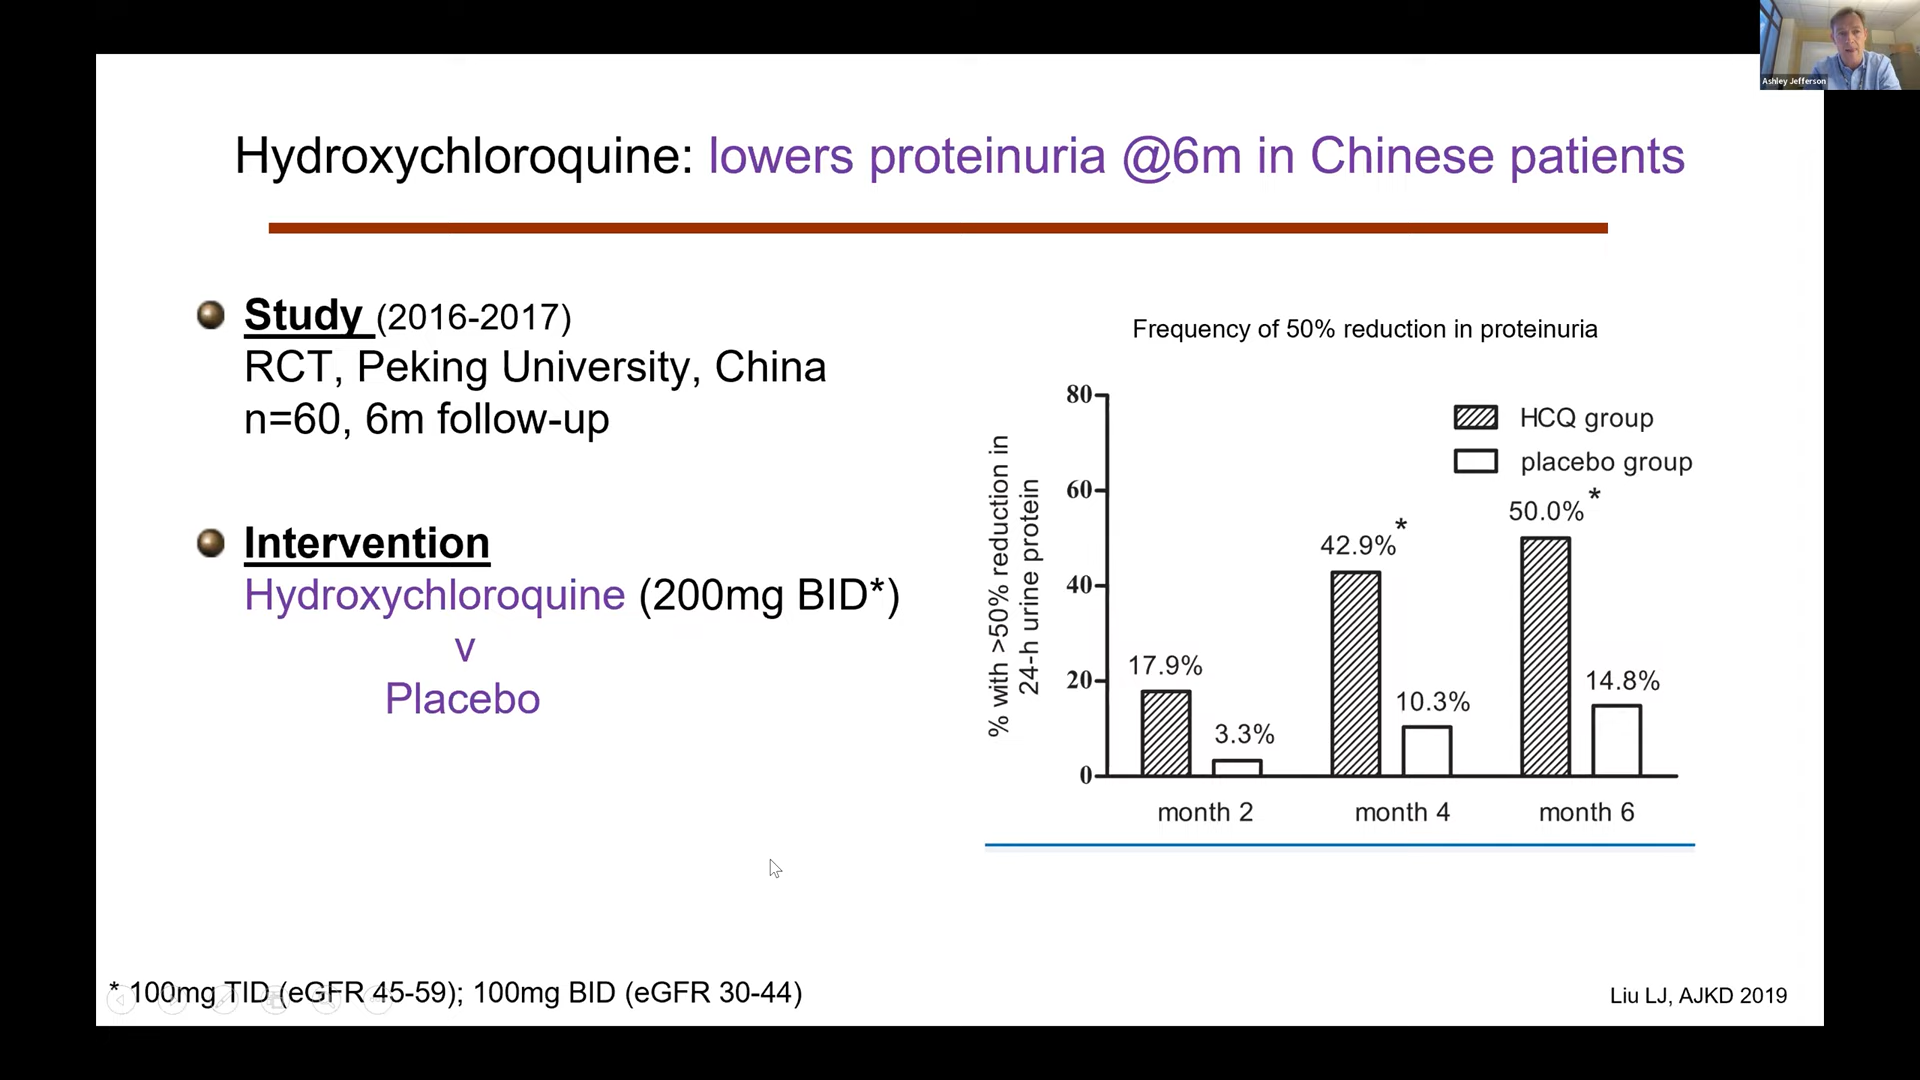 Ashley Jefferson
Hydroxychloroquine: lowers proteinuria @6m in Chinese patients
Study (2016-2017)
RCT, Peking University, China
n=60, 6m follow-up
Intervention
Hydroxychloroquine (200mg BID*)
v
Placebo
Frequency of 50% reduction in proteinuria
% with >50% reduction in
24-h urine protein
80
60
40
20
0
HCQ group
placebo group
17.9%
3.3%
42.9%*
10.3%
50.0%*
14.8%
month 2
month 4
month 6
* 100mg TID (eGFR 45-59); 100mg BID (eGFR 30-44)
Liu LJ, AJKD 2019